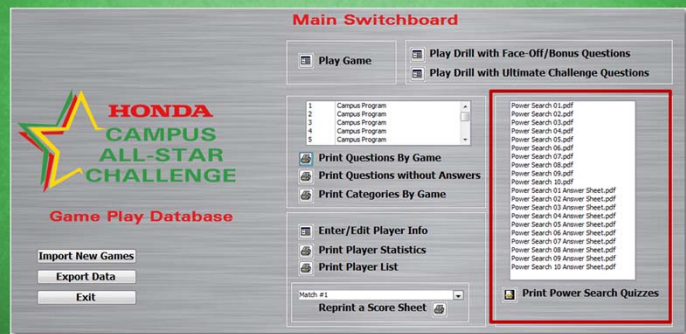 Main Switchboard
Play Game
Play Drill with Face-Off/Bonus Questions
Play Drill with Ultimate Challenge Questions
HONDA
CAMPUS
ALL-STAR
CHALLENGE
Game Play Database
Import New Games
Export Data
Exit
1 Campus Program
2 Campus Program
3 Campus Program
4 Campus Program
5 Campus Program
Print Questions By Game
Print Questions without Answers
Print Categories By Game
Enter/Edit Player Info
Print Player Statistics
Print Player List
Match #1
Reprint a Score Sheet
Power Search 01.pdf
Power Search 02.pdf
Power Search 03.pdf
Power Search 04.pdf
Power Search 05.pdf
Power Search 06.pdf
Power Search 07.pdf
Power Search 08.pdf
Power Search 09.pdf
Power Search 10.pdf
Power Search 01 Answer Sheet.pdf
Power Search 02 Answer Sheet.pdf
Power Search 03 Answer Sheet.pdf
Power Search 04 Answer Sheet.pdf
Power Search 05 Answer Sheet.pdf
Power Search 06 Answer Sheet.pdf
Power Search 07 Answer Sheet.pdf
Power Search 08 Answer Sheet.pdf
Power Search 09 Answer Sheet.pdf
Power Search 10 Answer Sheet.pdf
Print Power Search Quizzes